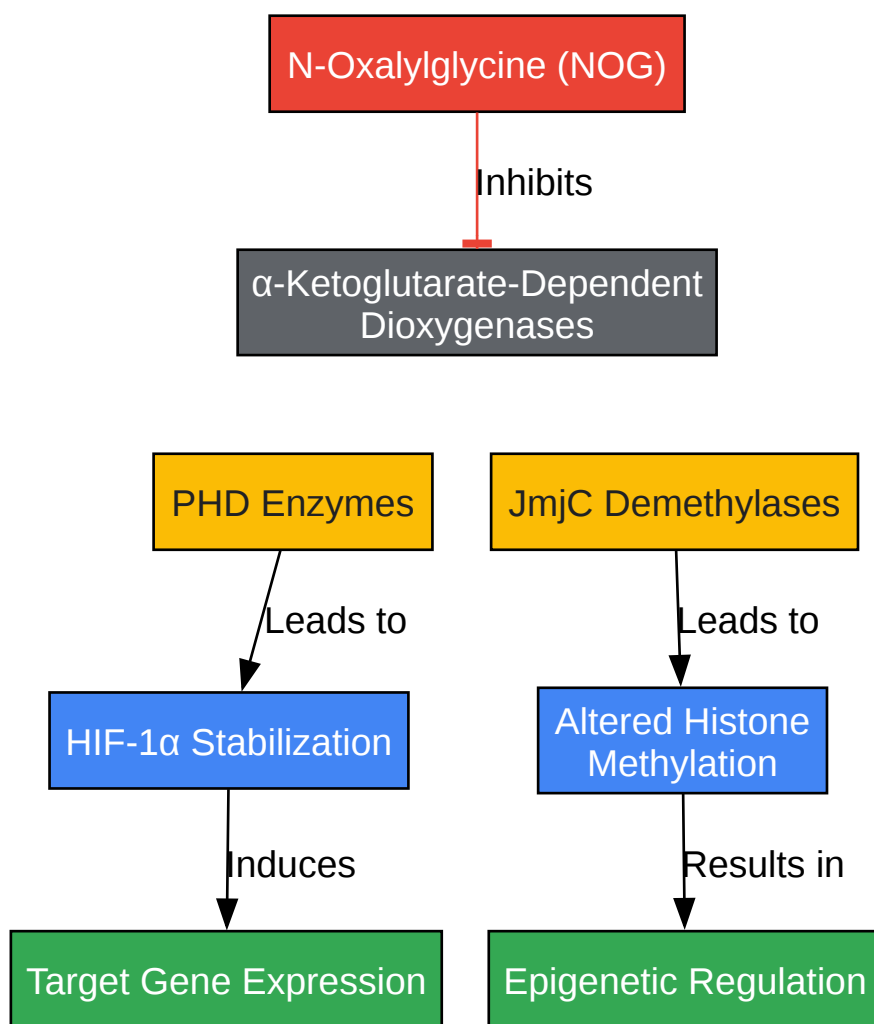 N-Oxalylglycine (NOG)
Inhibits
α-Ketoglutarate-Dependent
Dioxygenases
PHD Enzymes
JmjC Demethylases
Leads to
Leads to
HIF-1α Stabilization
Altered Histone
Methylation
Induces
Results in
Target Gene Expression
Epigenetic Regulation